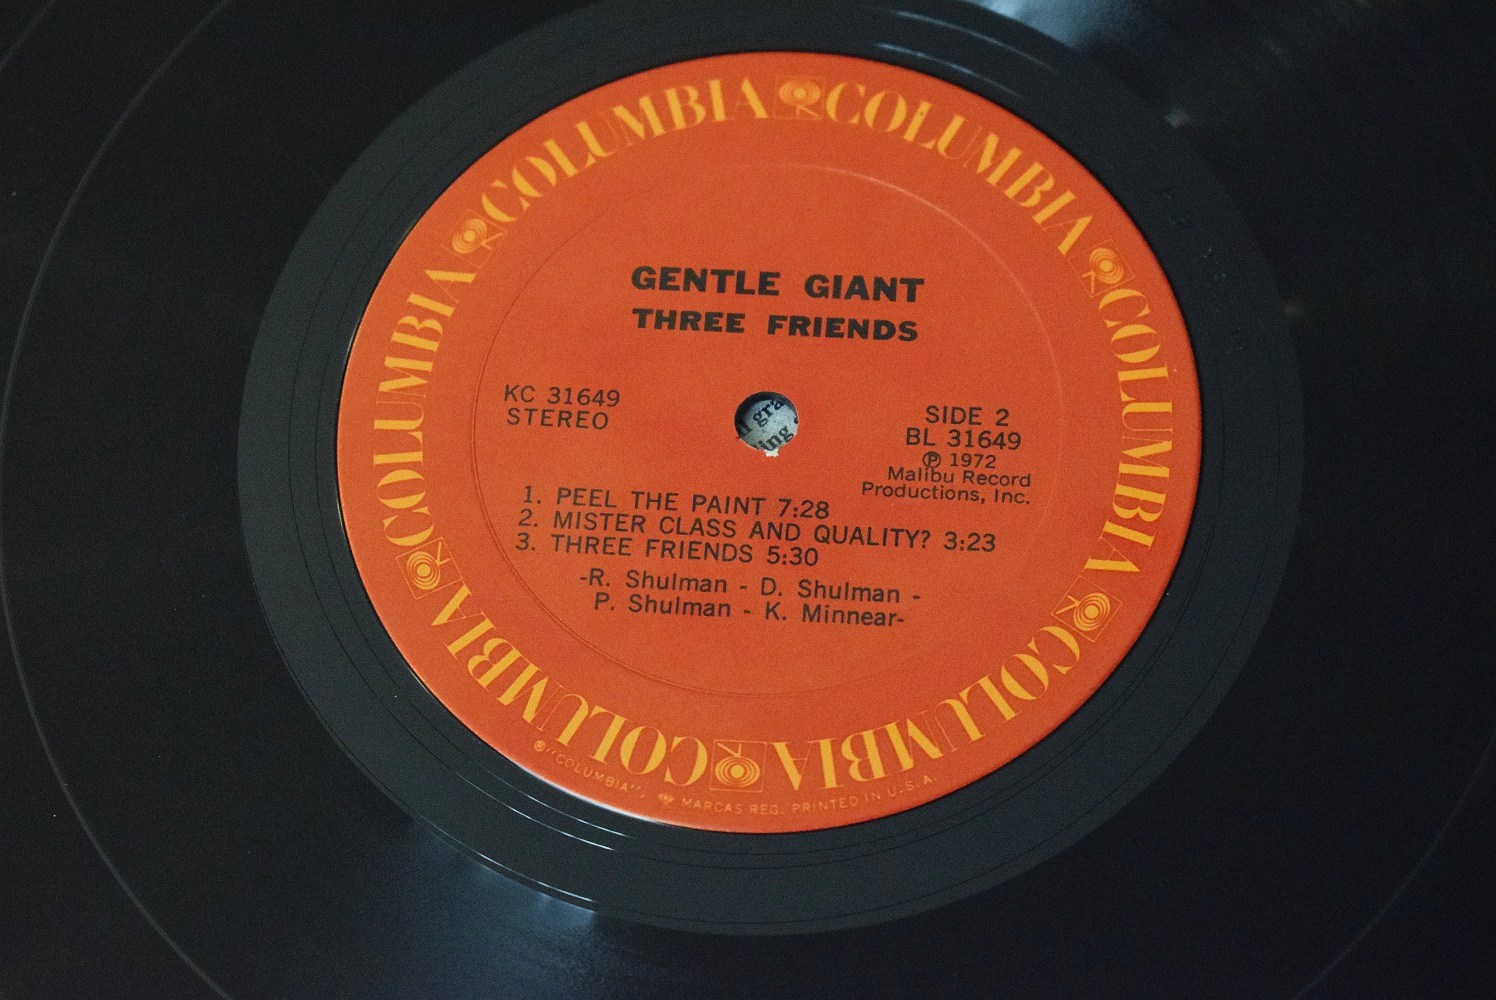 COLUMBIA COLUMBIA COLUMBIA COLUMBIA COLUMBIA COLUMBIA
GENTLE GIANT
THREE FRIENDS
KC 31649
STEREO
SIDE 2
BL 31649
Ⓟ 1972
Malibu Record
Productions, Inc.
gra
ing
1. PEEL THE PAINT 7:28
2. MISTER CLASS AND QUALITY? 3:23
3. THREE FRIENDS 5:30
-R. Shulman - D. Shulman -
P. Shulman - K. Minnear-
®"COLUMBIA", MARCAS REG. PRINTED IN U.S.A.